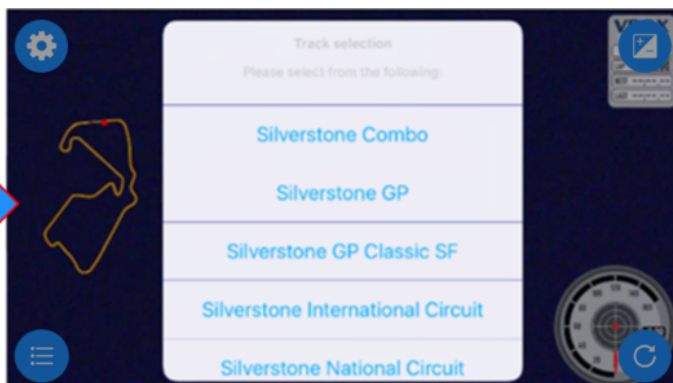 Track selection
Please select from the following:
Silverstone Combo
Silverstone GP
Silverstone GP Classic SF
Silverstone International Circuit
Silverstone National Circuit